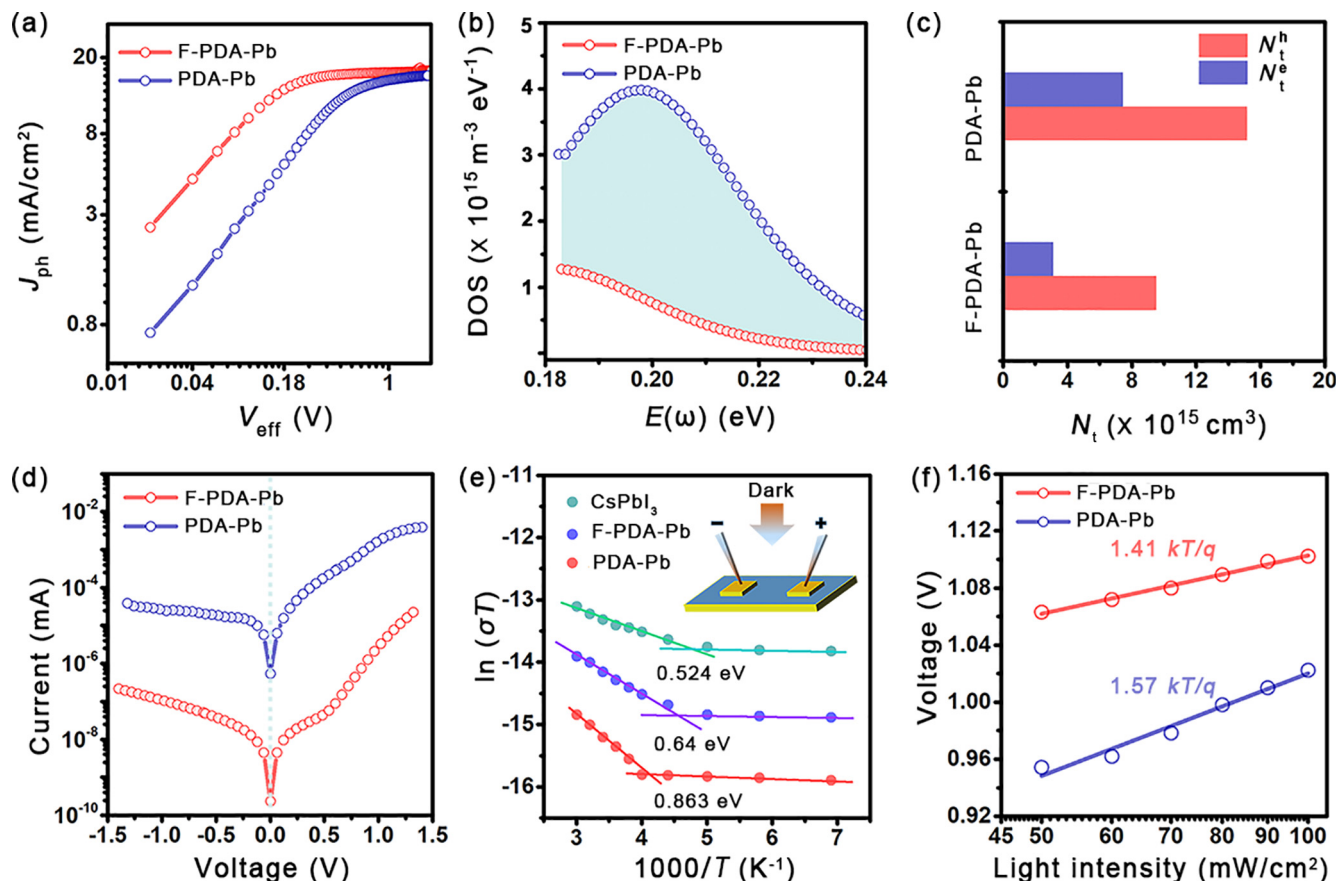 (a)
F-PDA-Pb
PDA-Pb
20
8
3
0.8
J_ph (mA/cm²)
0.01 0.04 0.18 1
V_eff (V)
(b)
F-PDA-Pb
PDA-Pb
5
4
3
2
1
DOS (x 10¹⁵ m⁻³ eV⁻¹)
0.18 0.20 0.22 0.24
E(ω) (eV)
(c)
N_t^h
N_t^e
PDA-Pb
F-PDA-Pb
0 4 8 12 16 20
N_t (x 10¹⁵ cm³)
(d)
F-PDA-Pb
PDA-Pb
10⁻²
10⁻⁴
10⁻⁶
10⁻⁸
10⁻¹⁰
Current (mA)
-1.5 -1.0 -0.5 0.0 0.5 1.0 1.5
Voltage (V)
(e)
CsPbI₃
F-PDA-Pb
PDA-Pb
Dark
- +
-11
-12
-13
-14
-15
-16
ln (σT)
0.524 eV
0.64 eV
0.863 eV
3 4 5 6 7
1000/T (K⁻¹)
(f)
F-PDA-Pb
PDA-Pb
1.41 kT/q
1.57 kT/q
1.16
1.12
1.08
1.04
1.00
0.96
0.92
Voltage (V)
45 50 60 70 80 90 100
Light intensity (mW/cm²)